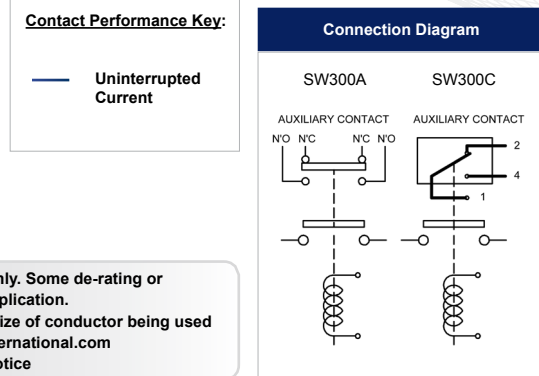 Contact Performance Key:
Uninterrupted
Current
only. Some de-rating or
plication.
ize of conductor being used
ernational.com
otice
Connection Diagram
SW300A SW300C
AUXILIARY CONTACT AUXILIARY CONTACT
N'O N'C N'C N'O
2
4
1